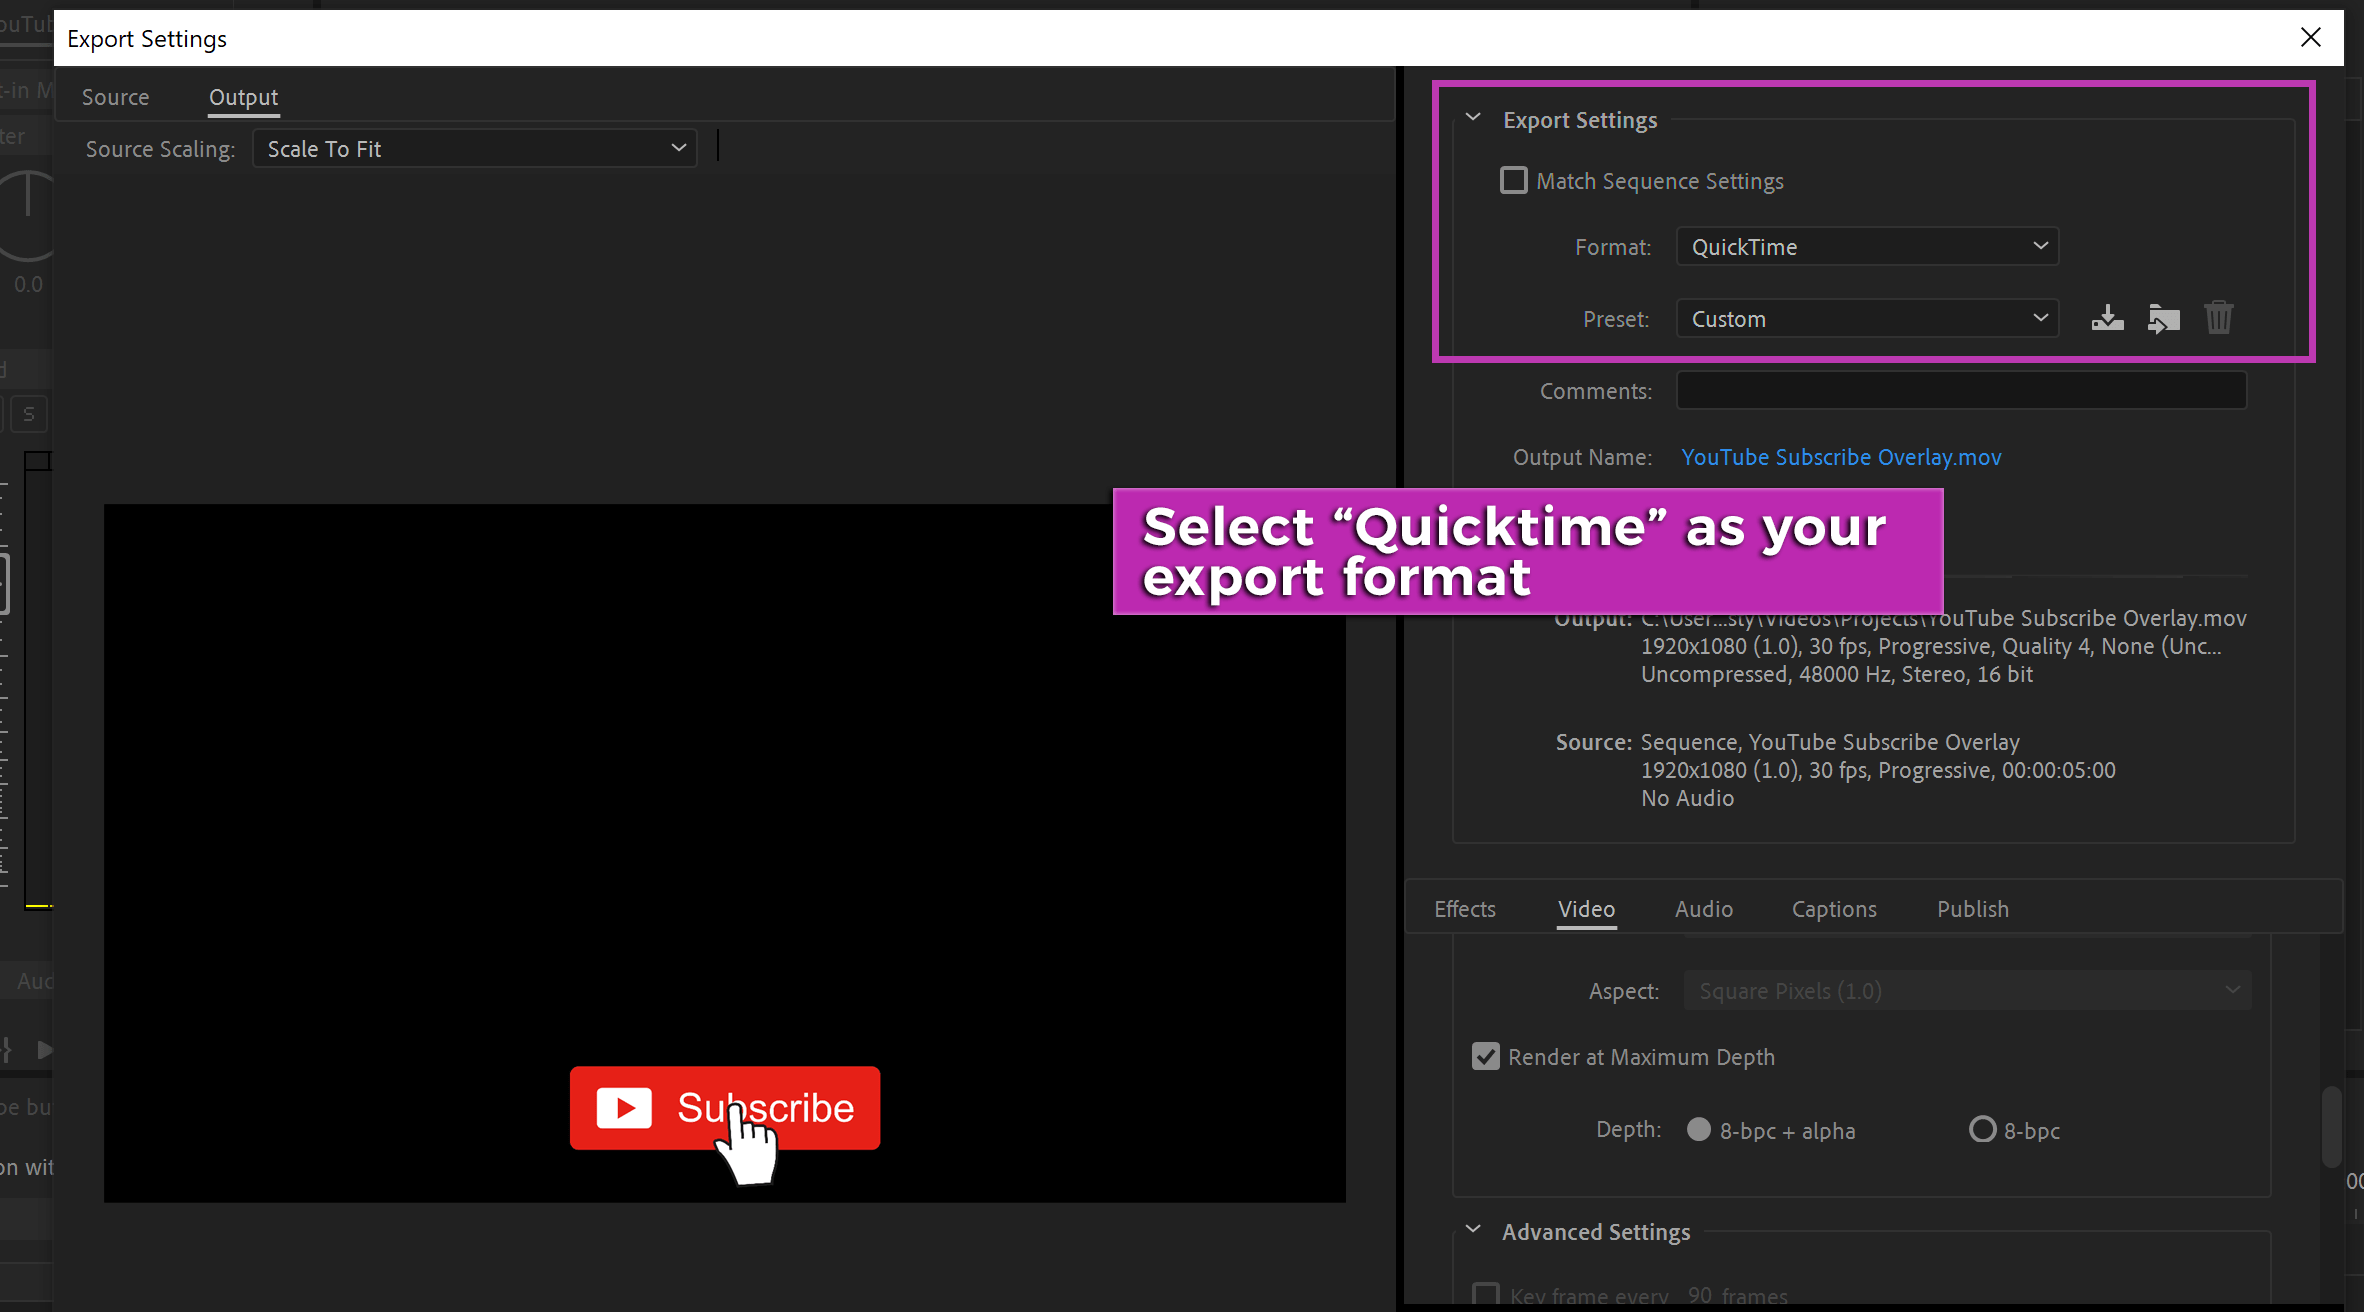 Export Settings
Source Output
Source Scaling: Scale To Fit
0.0
S
Export Settings
Match Sequence Settings
Format: QuickTime
Preset: Custom
Comments:
Output Name: YouTube Subscribe Overlay.mov
Select “Quicktime” as your
export format
Output: C:\User...sty\Videos\Projects\YouTube Subscribe Overlay.mov
1920x1080 (1.0), 30 fps, Progressive, Quality 4, None (Unc...
Uncompressed, 48000 Hz, Stereo, 16 bit
Source: Sequence, YouTube Subscribe Overlay
1920x1080 (1.0), 30 fps, Progressive, 00:00:05:00
No Audio
Effects Video Audio Captions Publish
Aspect: Square Pixels (1.0)
Render at Maximum Depth
Depth: 8-bpc + alpha 8-bpc
Advanced Settings
Key frame every 90 frames
Subscribe